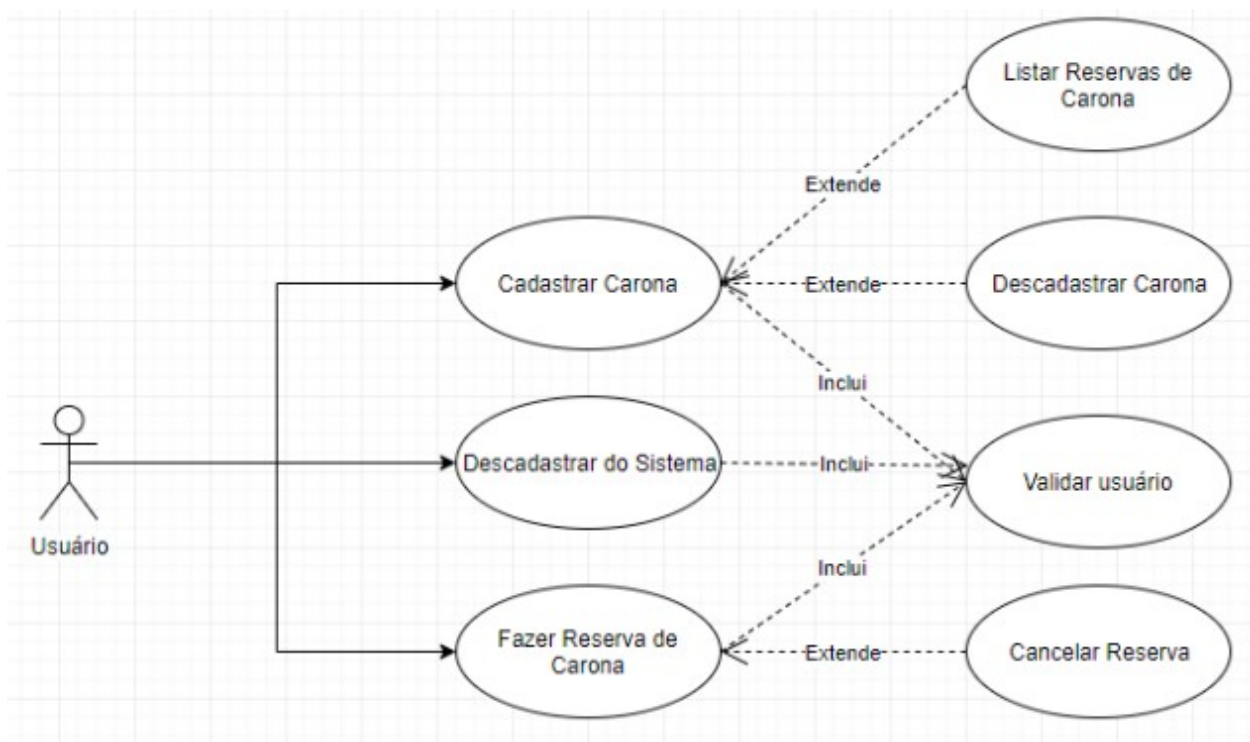 Listar Reservas de
Carona
Extende
Cadastrar Carona
Extende
Descadastrar Carona
Inclui
Descadastrar do Sistema
Inclui
Validar usuário
Usuário
Inclui
Fazer Reserva de
Carona
Extende
Cancelar Reserva